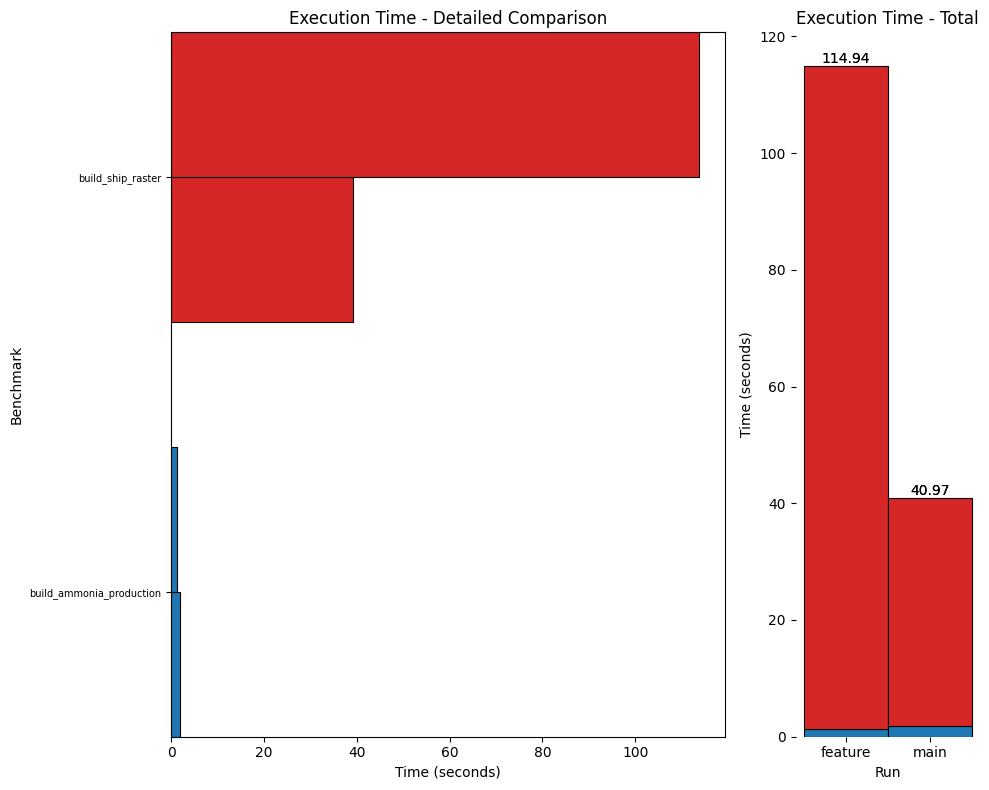 Execution Time - Detailed Comparison
Benchmark
build_ship_raster
build_ammonia_production
0 20 40 60 80 100
Time (seconds)
Execution Time - Total
Time (seconds)
120
100
80
60
40
20
0
114.94
40.97
feature main
Run